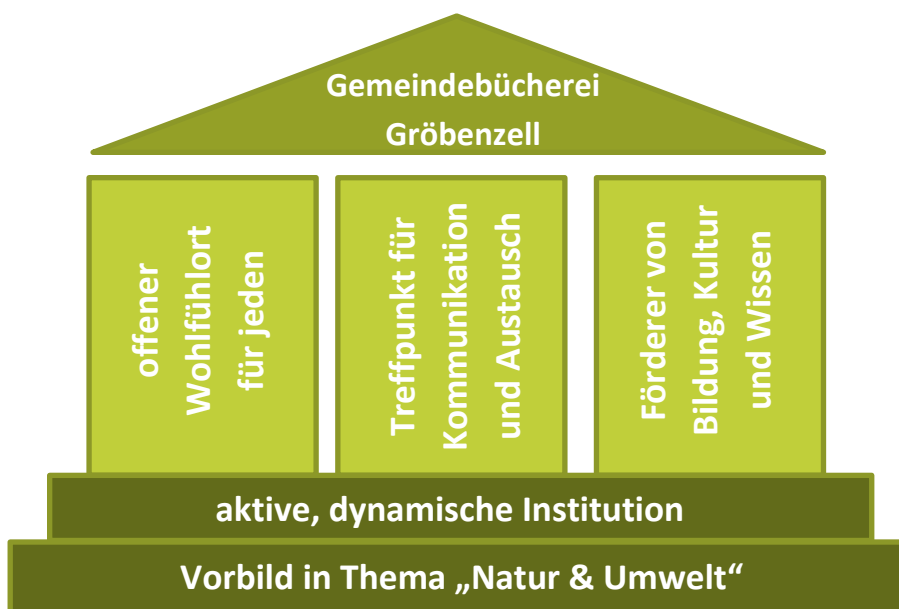 Gemeindebücherei
Gröbenzell
offener
Wohlfühlort
für jeden
Treffpunkt für
Kommunikation
und Austausch
Förderer von
Bildung, Kultur
und Wissen
aktive, dynamische Institution
Vorbild in Thema „Natur & Umwelt“